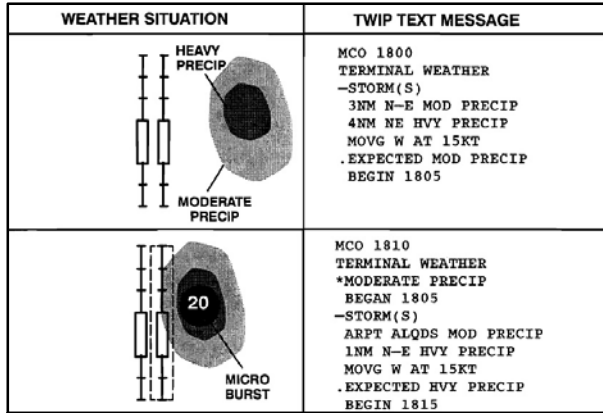 WEATHER SITUATION
TWIP TEXT MESSAGE
HEAVY
PRECIP
MODERATE
PRECIP
MCO 1800
TERMINAL WEATHER
—STORM(S)
3NM N—E MOD PRECIP
4NM NE HVY PRECIP
MOVG W AT 15KT
.EXPECTED MOD PRECIP
BEGIN 1805
20
MICRO
BURST
MCO 1810
TERMINAL WEATHER
*MODERATE PRECIP
BEGAN 1805
—STORM(S)
ARPT ALQDS MOD PRECIP
1NM N—E HVY PRECIP
MOVG W AT 15KT
.EXPECTED HVY PRECIP
BEGIN 1815